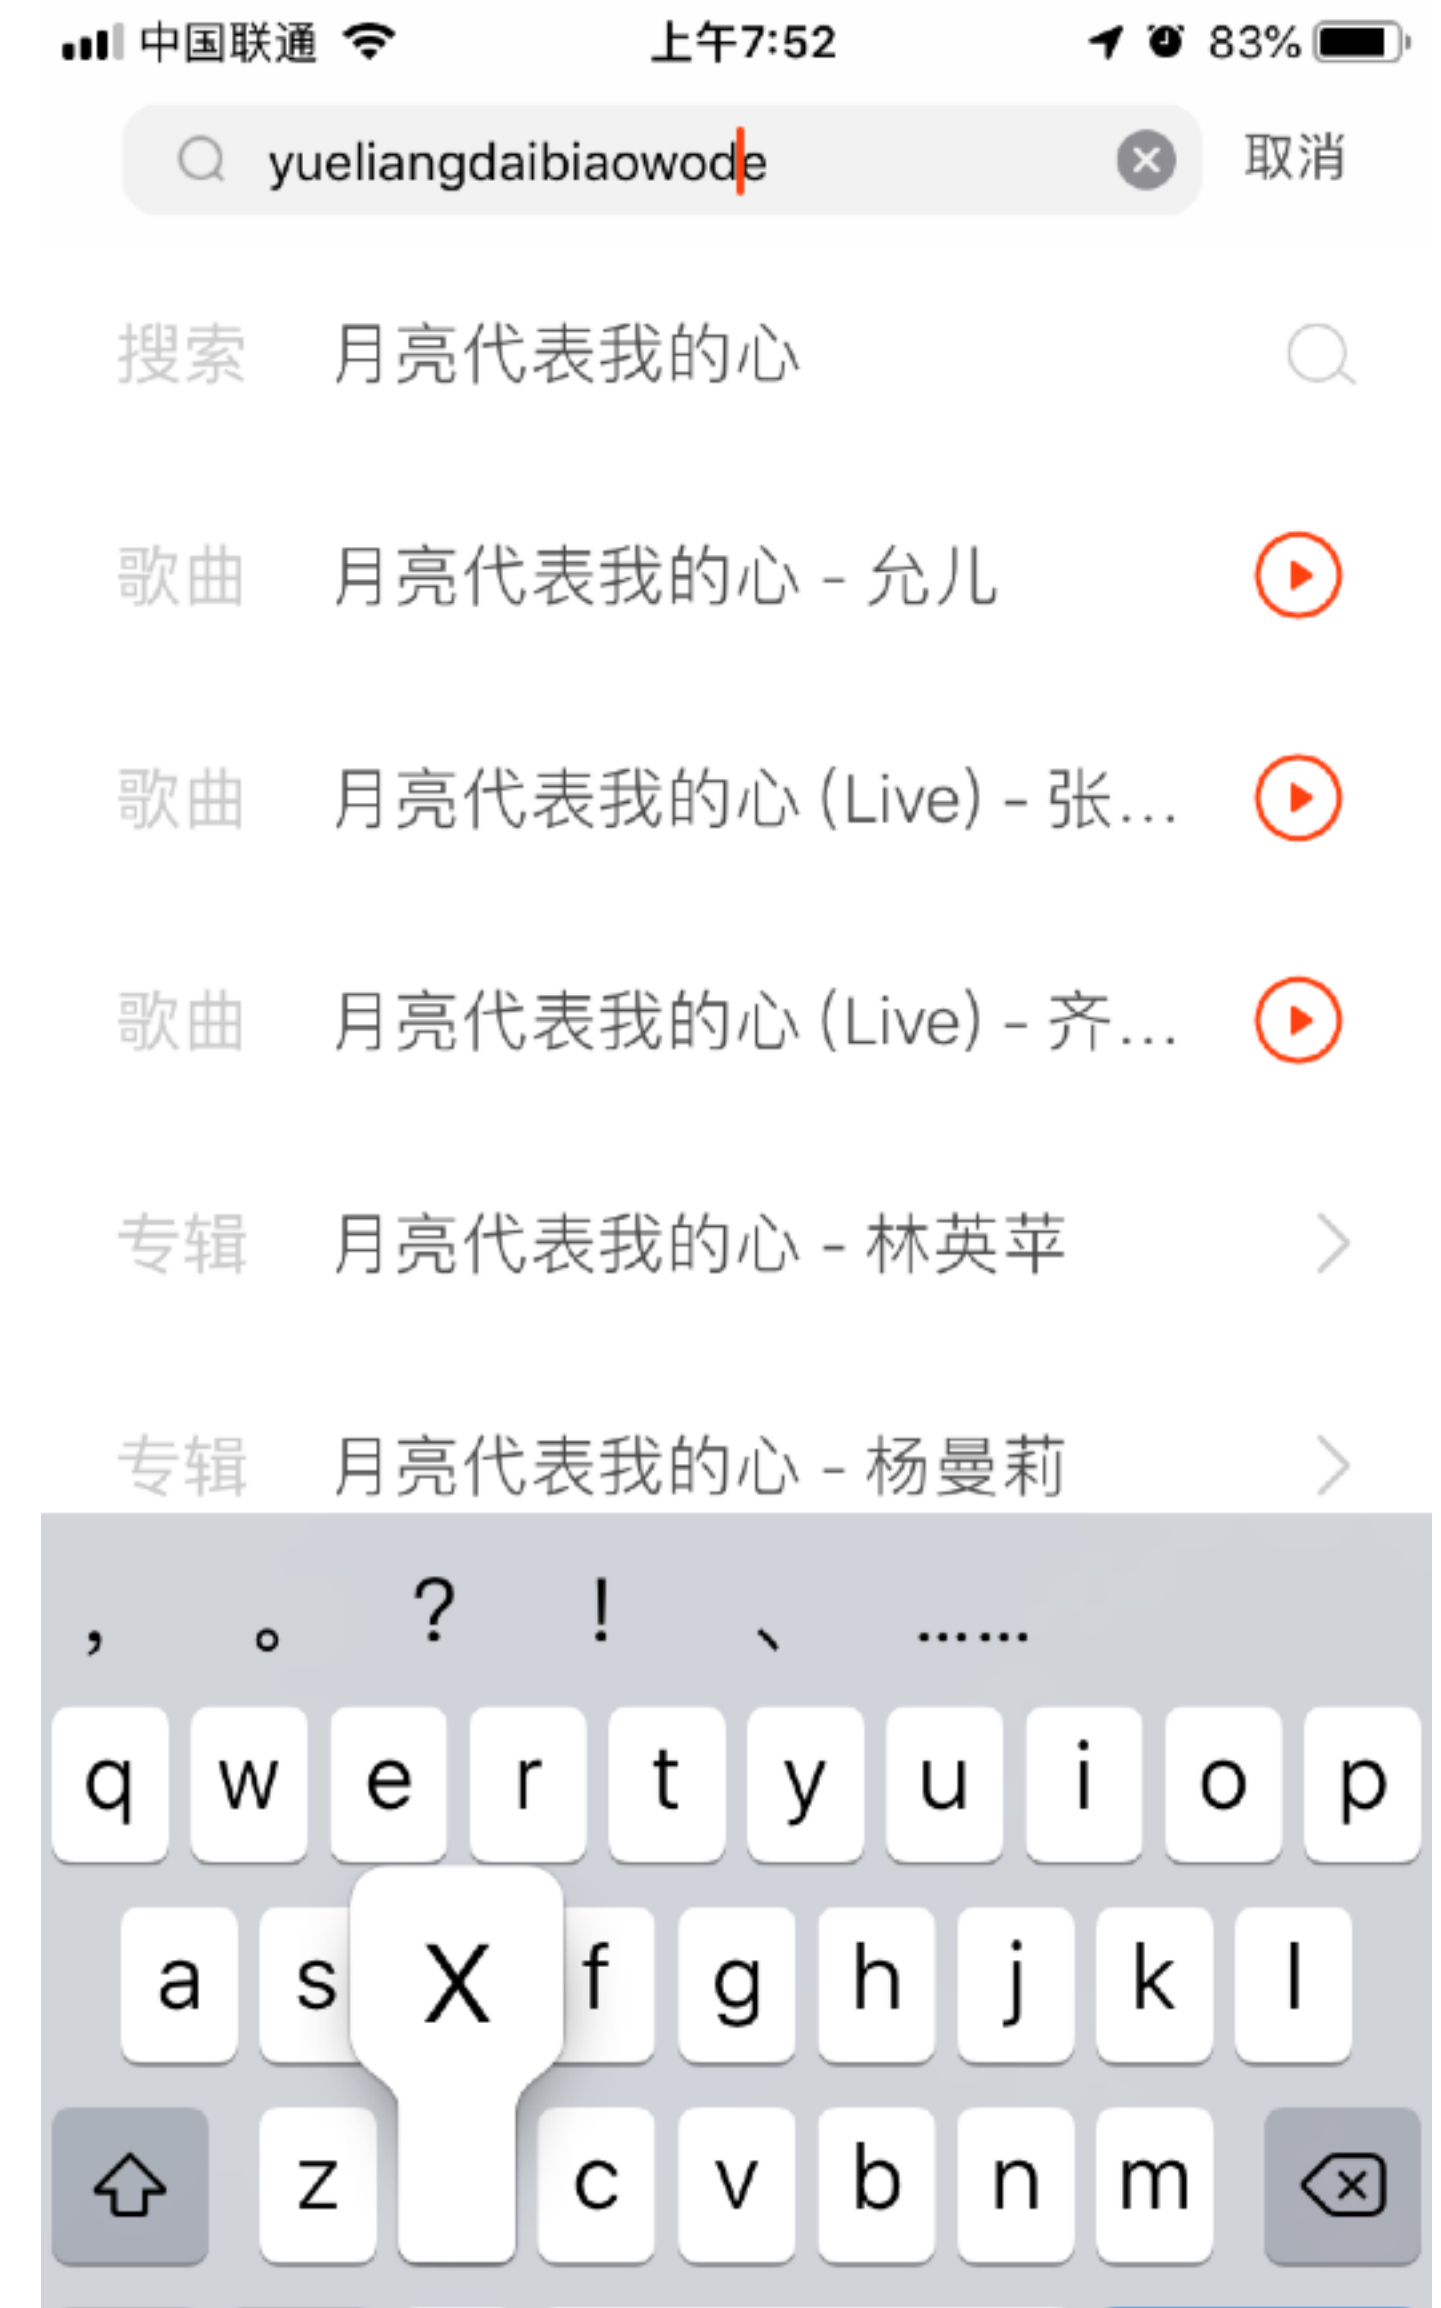 中国联通 上午7:52 83%
yueliangdaibiaowode 取消
搜索 月亮代表我的心
歌曲 月亮代表我的心 - 允儿
歌曲 月亮代表我的心 (Live) - 张...
歌曲 月亮代表我的心 (Live) - 齐...
专辑 月亮代表我的心 - 林英苹
专辑 月亮代表我的心 - 杨曼莉
， 。 ? ! 、 ……
q w e r t y u i o p
a s X f g h j k l
z c v b n m